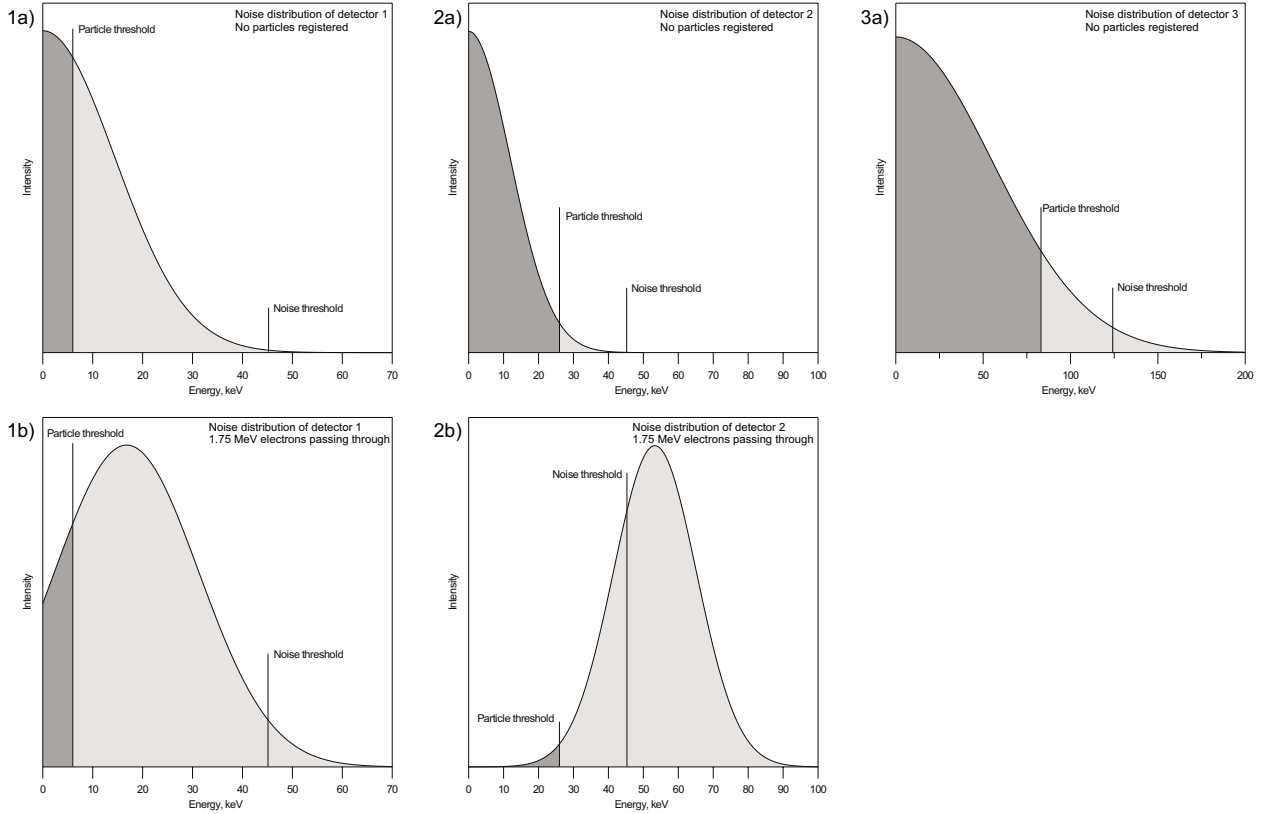 1a)
Noise distribution of detector 1
No particles registered
Particle threshold
Noise threshold
Intensity
0 10 20 30 40 50 60 70
Energy, keV
2a)
Noise distribution of detector 2
No particles registered
Particle threshold
Noise threshold
Intensity
0 10 20 30 40 50 60 70 80 90 100
Energy, keV
3a)
Noise distribution of detector 3
No particles registered
Particle threshold
Noise threshold
Intensity
0 50 100 150 200
Energy, keV
1b)
Noise distribution of detector 1
1.75 MeV electrons passing through
Particle threshold
Noise threshold
Intensity
0 10 20 30 40 50 60 70
Energy, keV
2b)
Noise distribution of detector 2
1.75 MeV electrons passing through
Noise threshold
Particle threshold
Intensity
0 10 20 30 40 50 60 70 80 90 100
Energy, keV